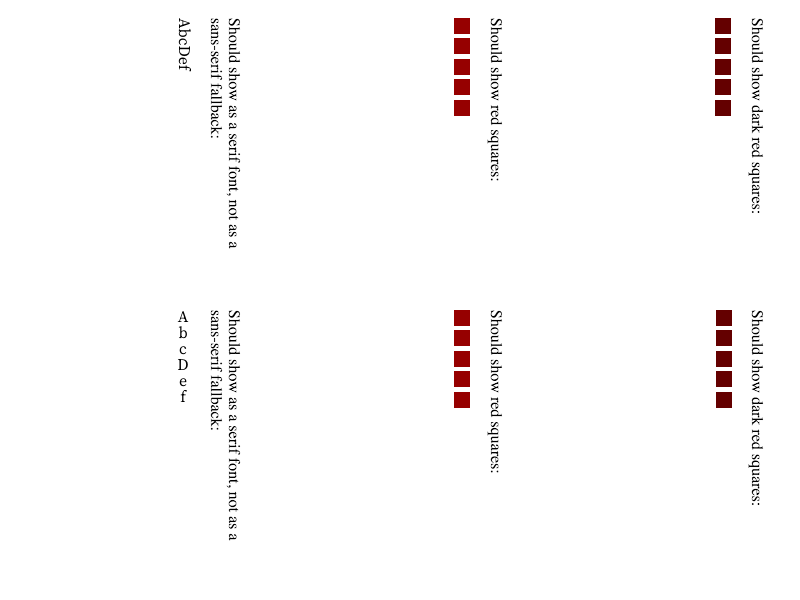 Should show dark red squares:
Should show red squares:
Should show as a serif font, not as a
sans-serif fallback:
AbcDef
Should show dark red squares:
Should show red squares:
Should show as a serif font, not as a
sans-serif fallback:
AbcDef